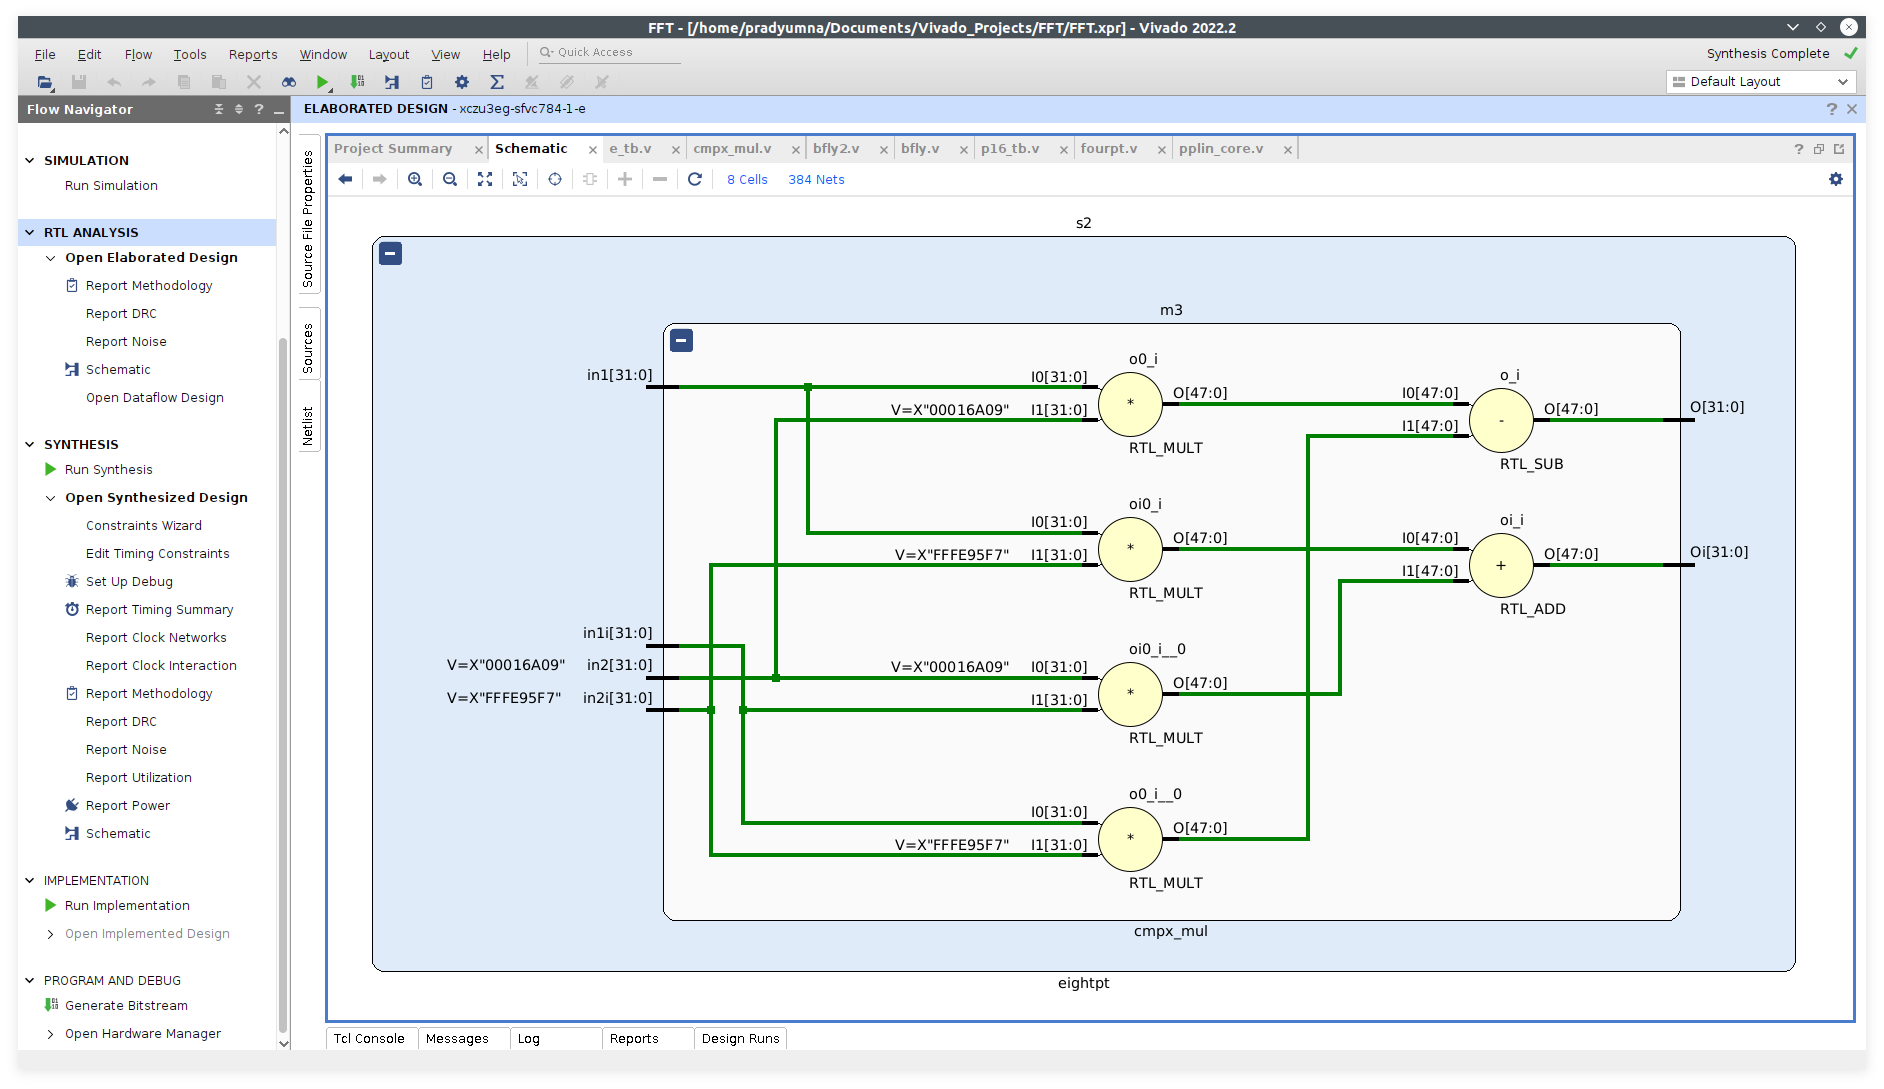 FFT - [/home/pradyumna/Documents/Vivado_Projects/FFT/FFT.xpr] - Vivado 2022.2
File Edit Flow Tools Reports Window Layout View Help Quick Access Synthesis Complete
Default Layout
Flow Navigator
SIMULATION
Run Simulation
RTL ANALYSIS
Open Elaborated Design
Report Methodology
Report DRC
Report Noise
Schematic
Open Dataflow Design
SYNTHESIS
Run Synthesis
Open Synthesized Design
Constraints Wizard
Edit Timing Constraints
Set Up Debug
Report Timing Summary
Report Clock Networks
Report Clock Interaction
Report Methodology
Report DRC
Report Noise
Report Utilization
Report Power
Schematic
IMPLEMENTATION
Run Implementation
Open Implemented Design
PROGRAM AND DEBUG
Generate Bitstream
Open Hardware Manager
ELABORATED DESIGN - xczu3eg-sfvc784-1-e
Source File Properties
Sources
Netlist
Project Summary Schematic e_tb.v cmpx_mul.v bfly2.v bfly.v p16_tb.v fourpt.v pplin_core.v
8 Cells 384 Nets
s2
m3
o0_i
in1[31:0] I0[31:0] * O[47:0]
V=X"00016A09" I1[31:0]
RTL_MULT
o_i
I0[47:0] - O[47:0] O[31:0]
I1[47:0]
RTL_SUB
oi0_i
I0[31:0] * O[47:0]
V=X"FFFE95F7" I1[31:0]
RTL_MULT
oi_i
I0[47:0] + O[47:0] Oi[31:0]
I1[47:0]
RTL_ADD
in1i[31:0]
V=X"00016A09" in2[31:0]
V=X"FFFE95F7" in2i[31:0]
oi0_i__0
V=X"00016A09" I0[31:0] * O[47:0]
I1[31:0]
RTL_MULT
o0_i__0
I0[31:0] * O[47:0]
V=X"FFFE95F7" I1[31:0]
RTL_MULT
cmpx_mul
eightpt
Tcl Console Messages Log Reports Design Runs